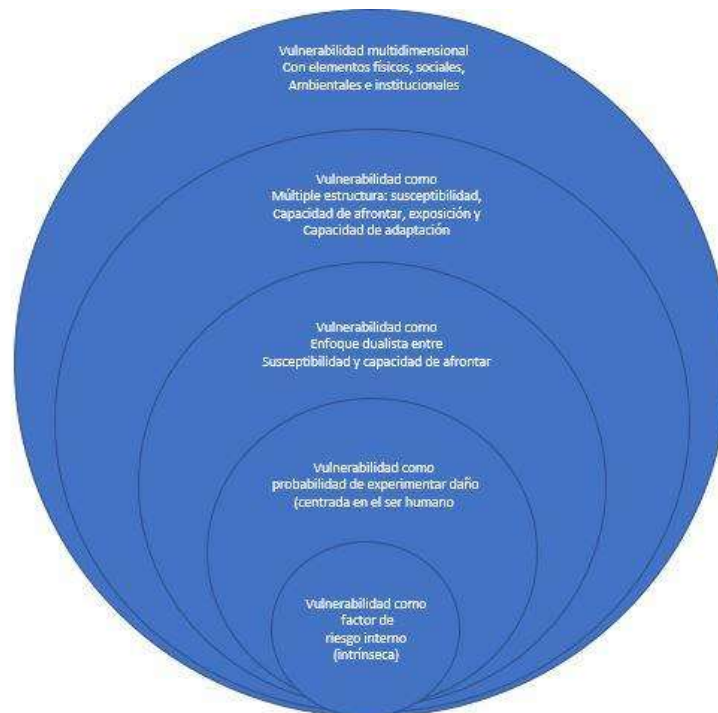 Vulnerabilidad multidimensional
Con elementos físicos, sociales,
Ambientales e institucionales
Vulnerabilidad como
Múltiple estructura: susceptibilidad,
Capacidad de afrontar, exposición y
Capacidad de adaptación
Vulnerabilidad como
Enfoque dualista entre
Susceptibilidad y capacidad de afrontar
Vulnerabilidad como
probabilidad de experimentar daño
(centrada en el ser humano
Vulnerabilidad como
factor de
riesgo interno
(intrínseca)